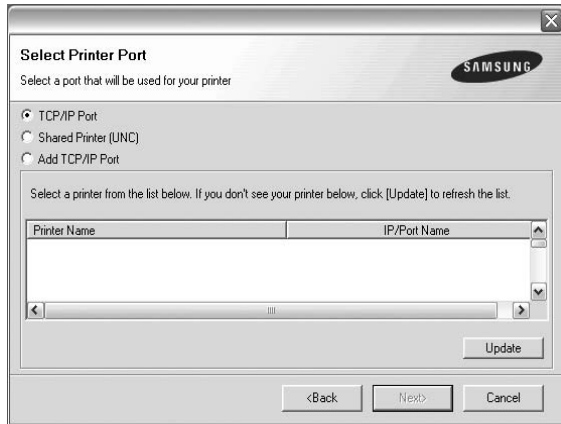 Select Printer Port
Select a port that will be used for your printer
SAMSUNG
TCP/IP Port
Shared Printer (UNC)
Add TCP/IP Port
Select a printer from the list below. If you don't see your printer below, click [Update] to refresh the list.
Printer Name IP/Port Name
Update
<Back Next> Cancel